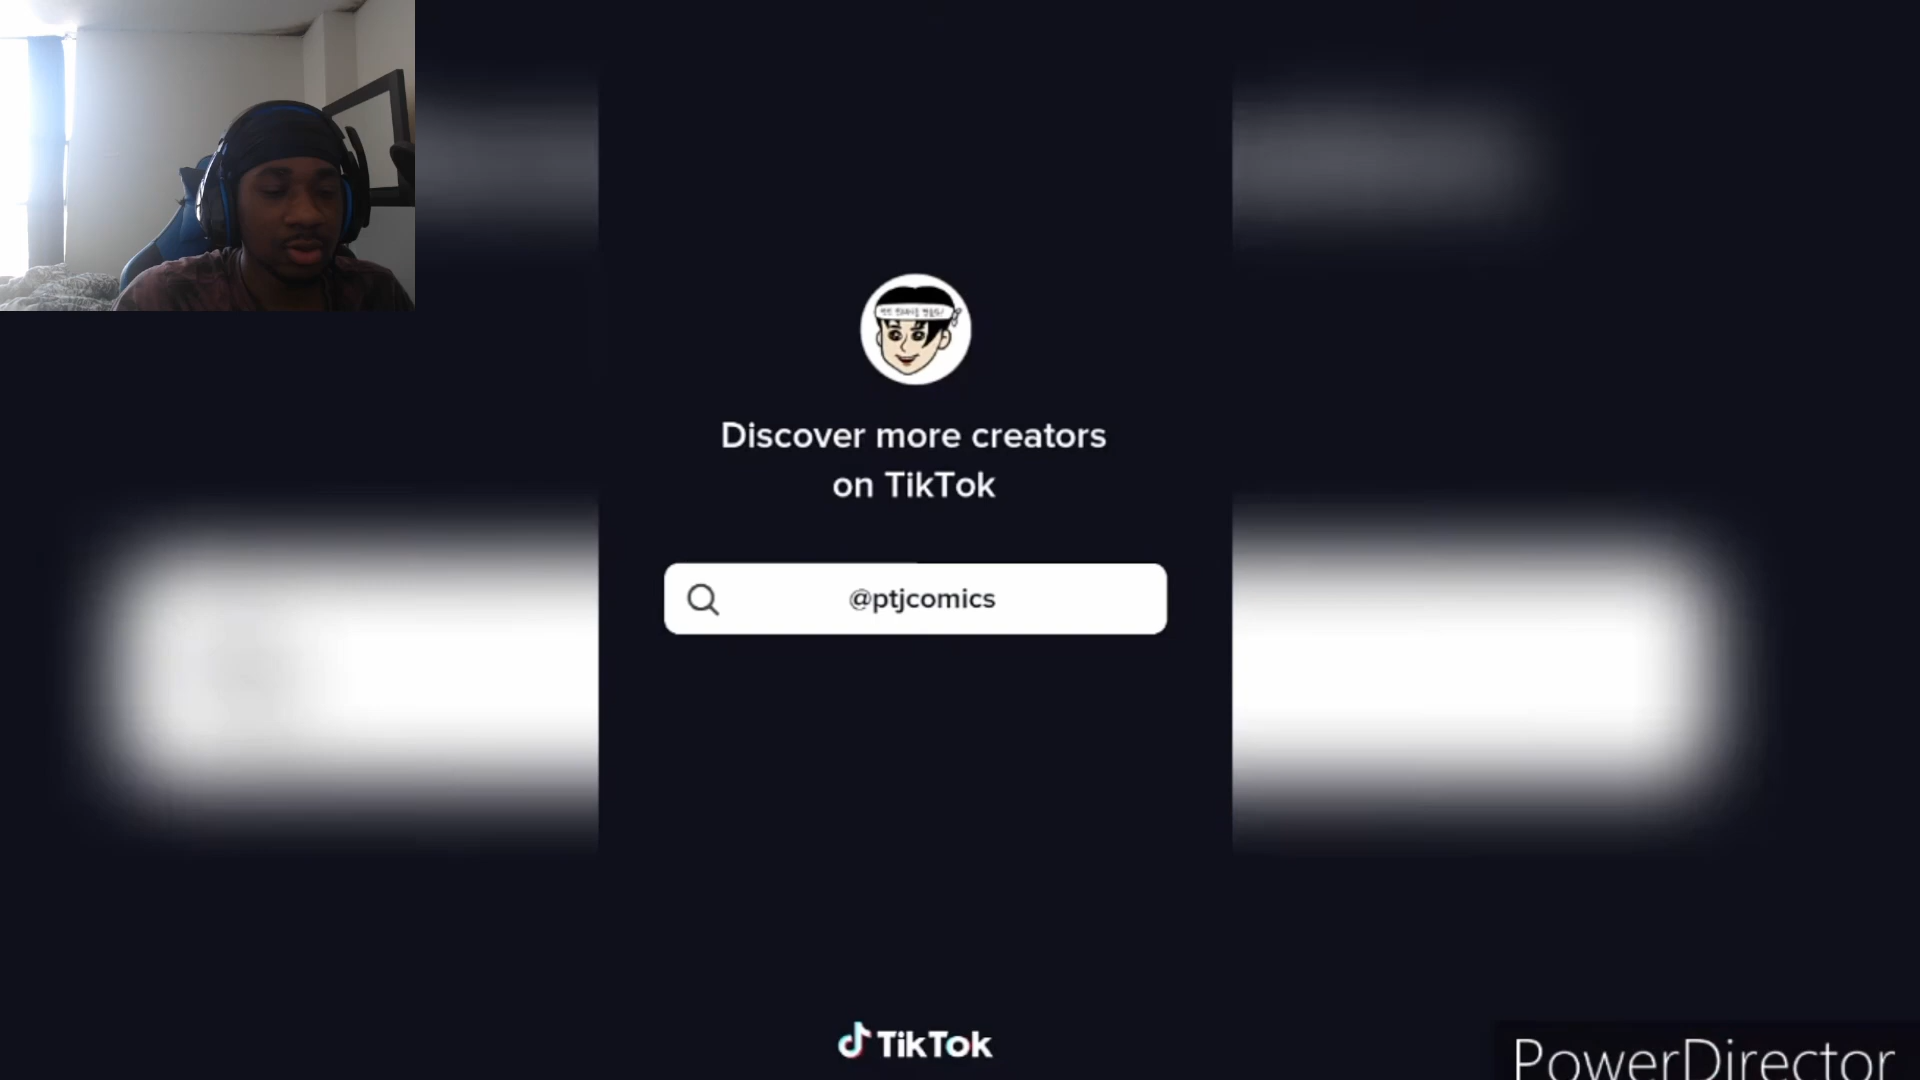 Discover more creators
on TikTok
@ptjcomics
TikTok
PowerDirector